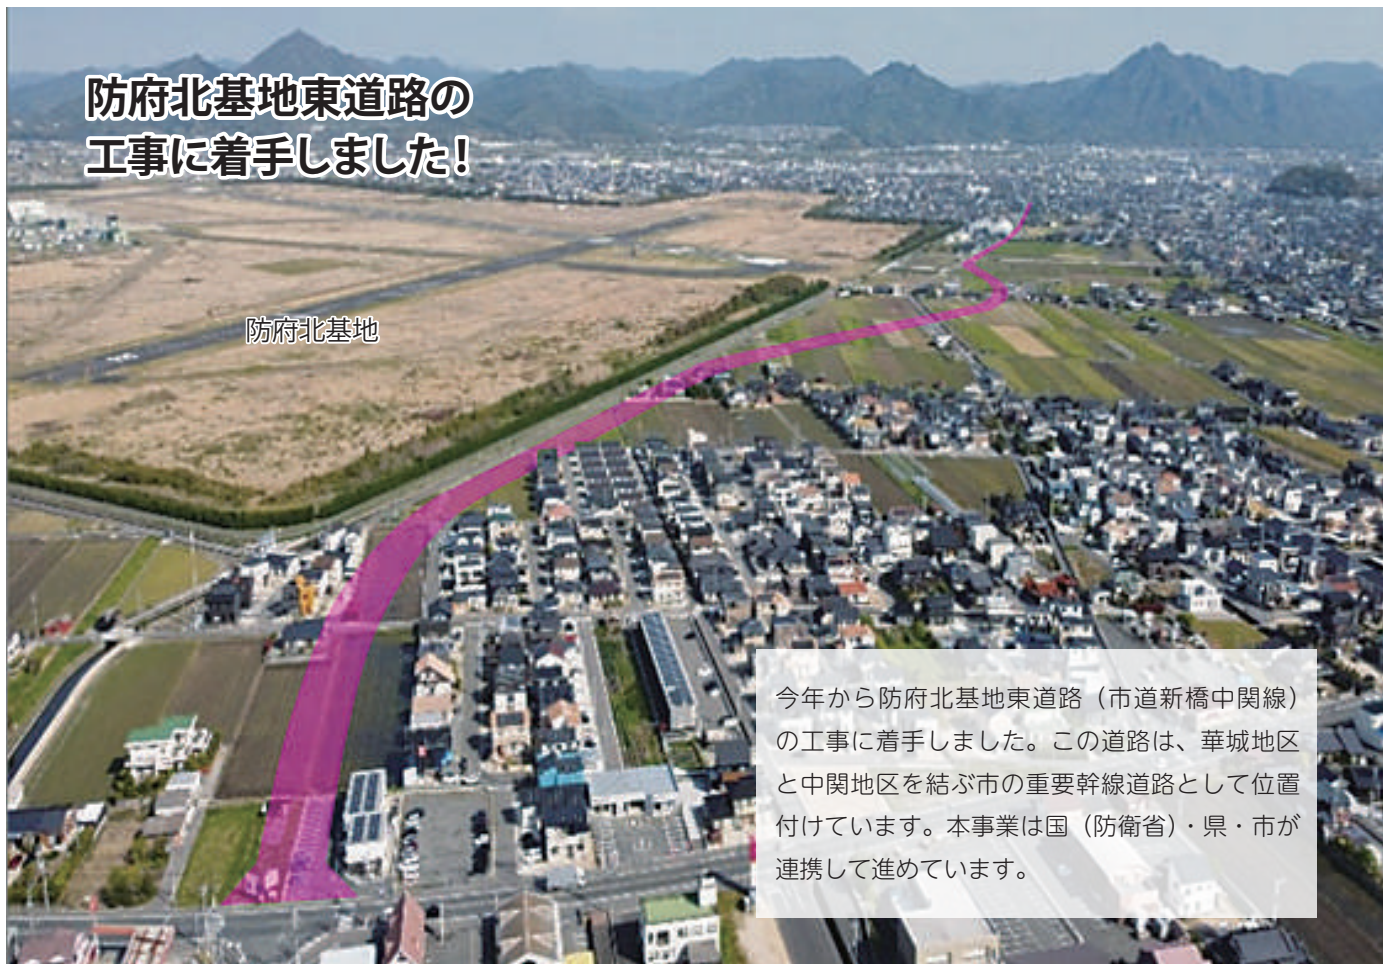 防府北基地東道路の
工事に着手しました！
防府北基地
今年から防府北基地東道路（市道新橋中関線）
の工事に着手しました。この道路は、華城地区
と中関地区を結ぶ市の重要幹線道路として位置
付けています。本事業は国（防衛省）・県・市が
連携して進めています。